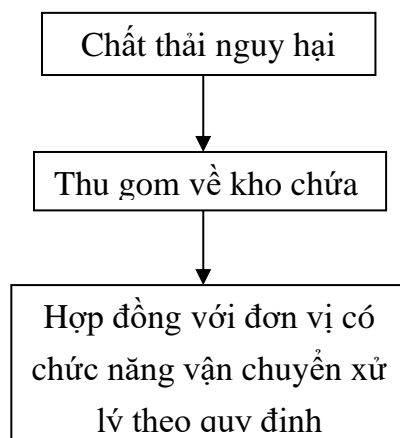 Chất thải nguy hại
Thu gom về kho chứa
Hợp đồng với đơn vị có
chức năng vận chuyển xử
lý theo quy định